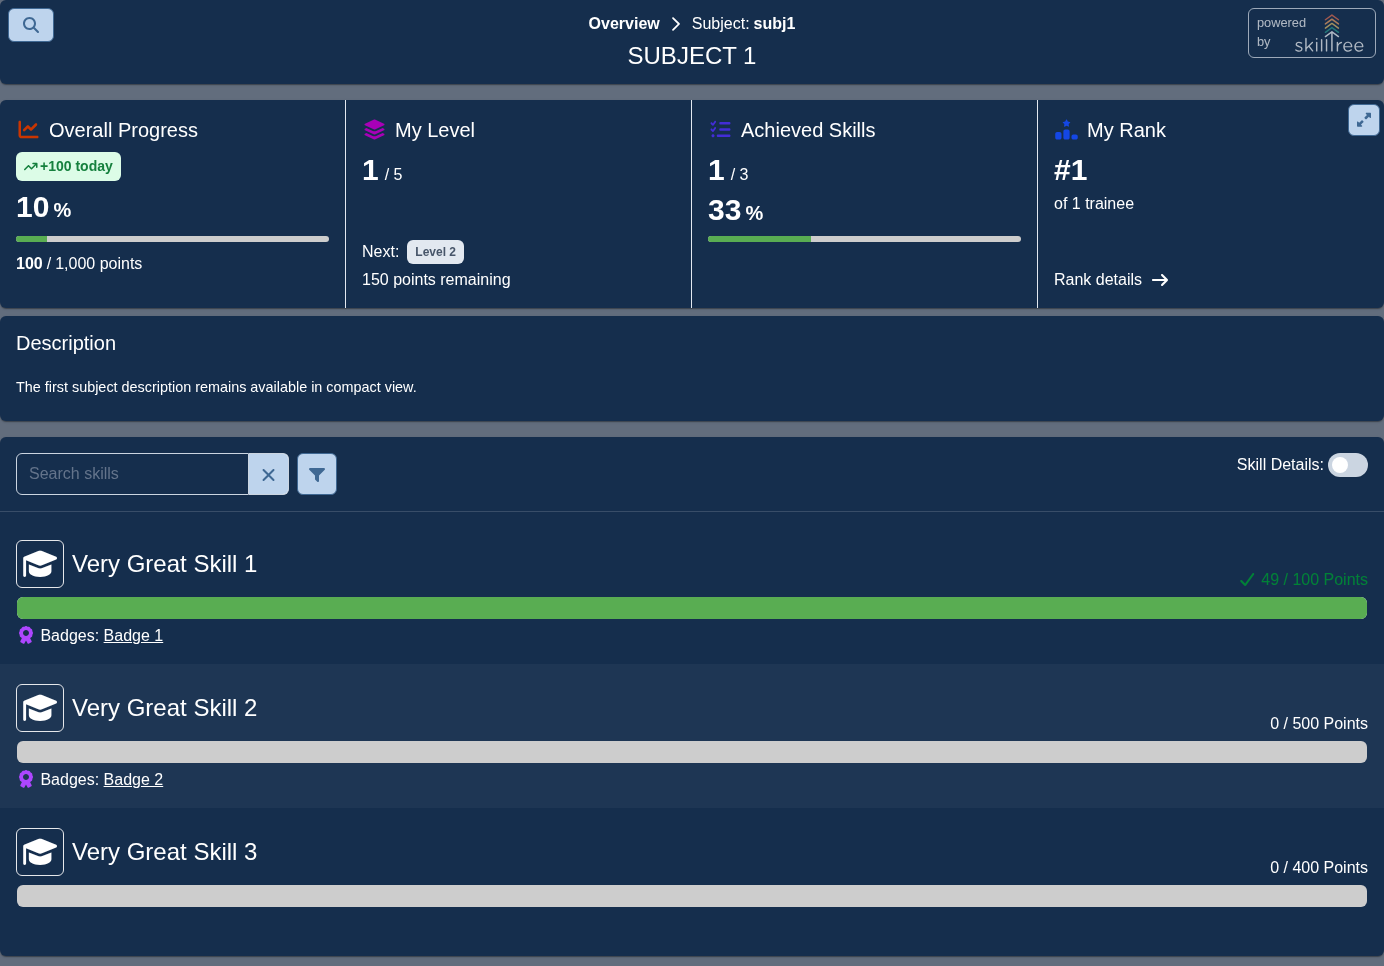 Overview > Subject: subj1
SUBJECT 1
powered
by
skilltree
Overall Progress
+100 today
10 %
100 / 1,000 points
My Level
1 / 5
Next: Level 2
150 points remaining
Achieved Skills
1 / 3
33 %
My Rank
#1
of 1 trainee
Rank details
Description
The first subject description remains available in compact view.
Search skills
Skill Details:
Very Great Skill 1
49 / 100 Points
Badges: Badge 1
Very Great Skill 2
0 / 500 Points
Badges: Badge 2
Very Great Skill 3
0 / 400 Points